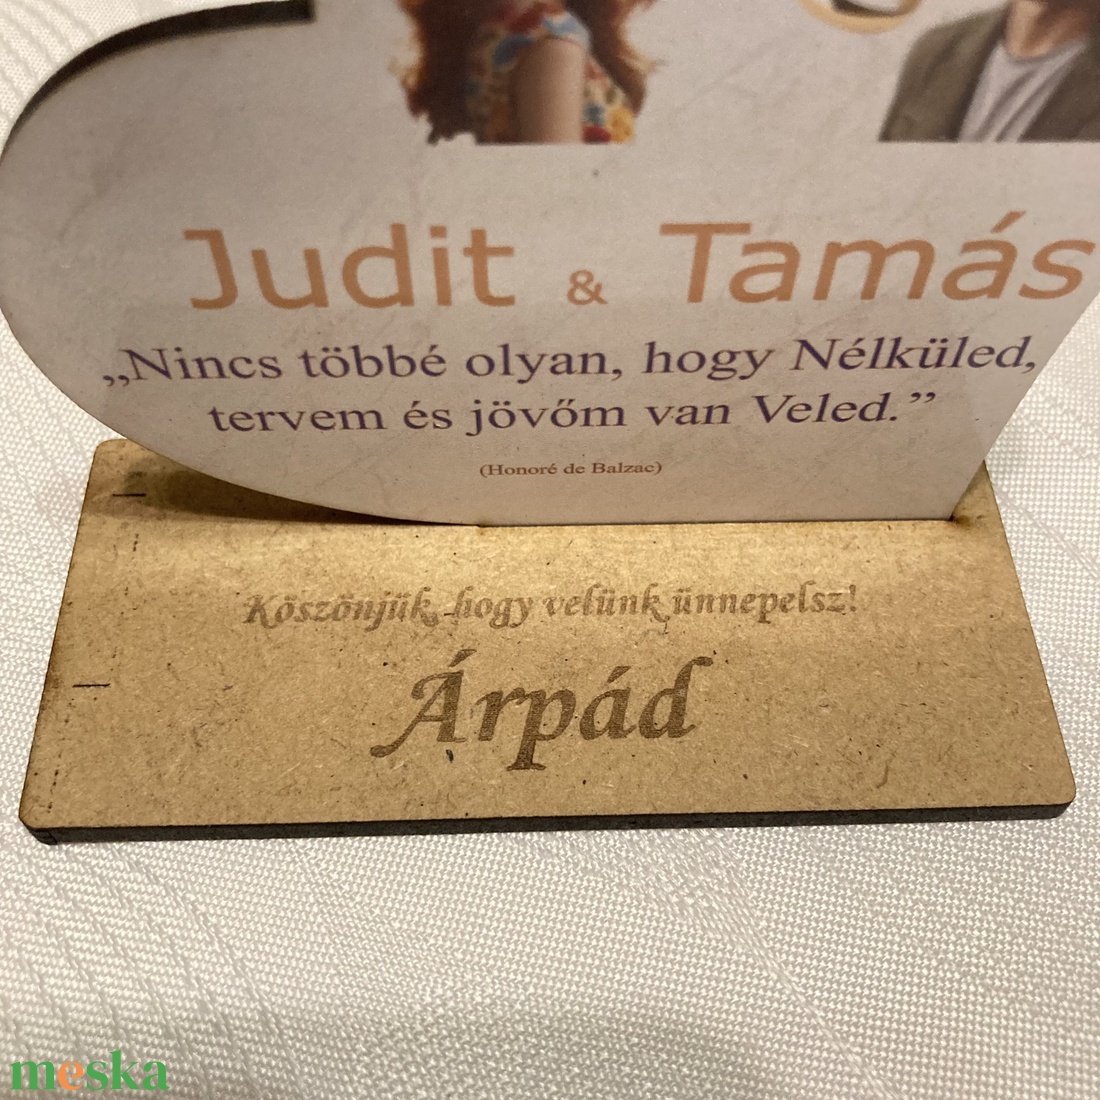 Judit & Tamás
„Nincs többé olyan, hogy Nélküled,
tervem és jövőm van Veled.”
(Honoré de Balzac)
Köszönjük, hogy velünk ünnepelsz!
Árpád
meska